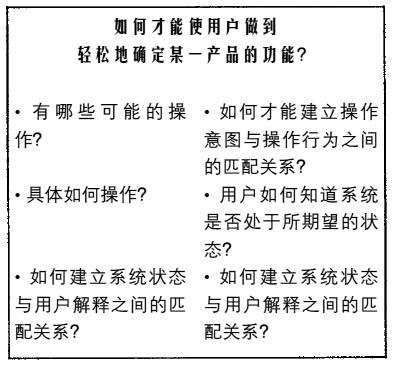 如何才能使用户做到
轻松地确定某一产品的功能?
• 有哪些可能的操
作?
• 具体如何操作?
• 如何建立系统状态
与用户解释之间的匹
配关系?
• 如何才能建立操作
意图与操作行为之间
的匹配关系?
• 用户如何知道系统
是否处于所期望的状
态?
• 如何建立系统状态
与用户解释之间的匹
配关系?